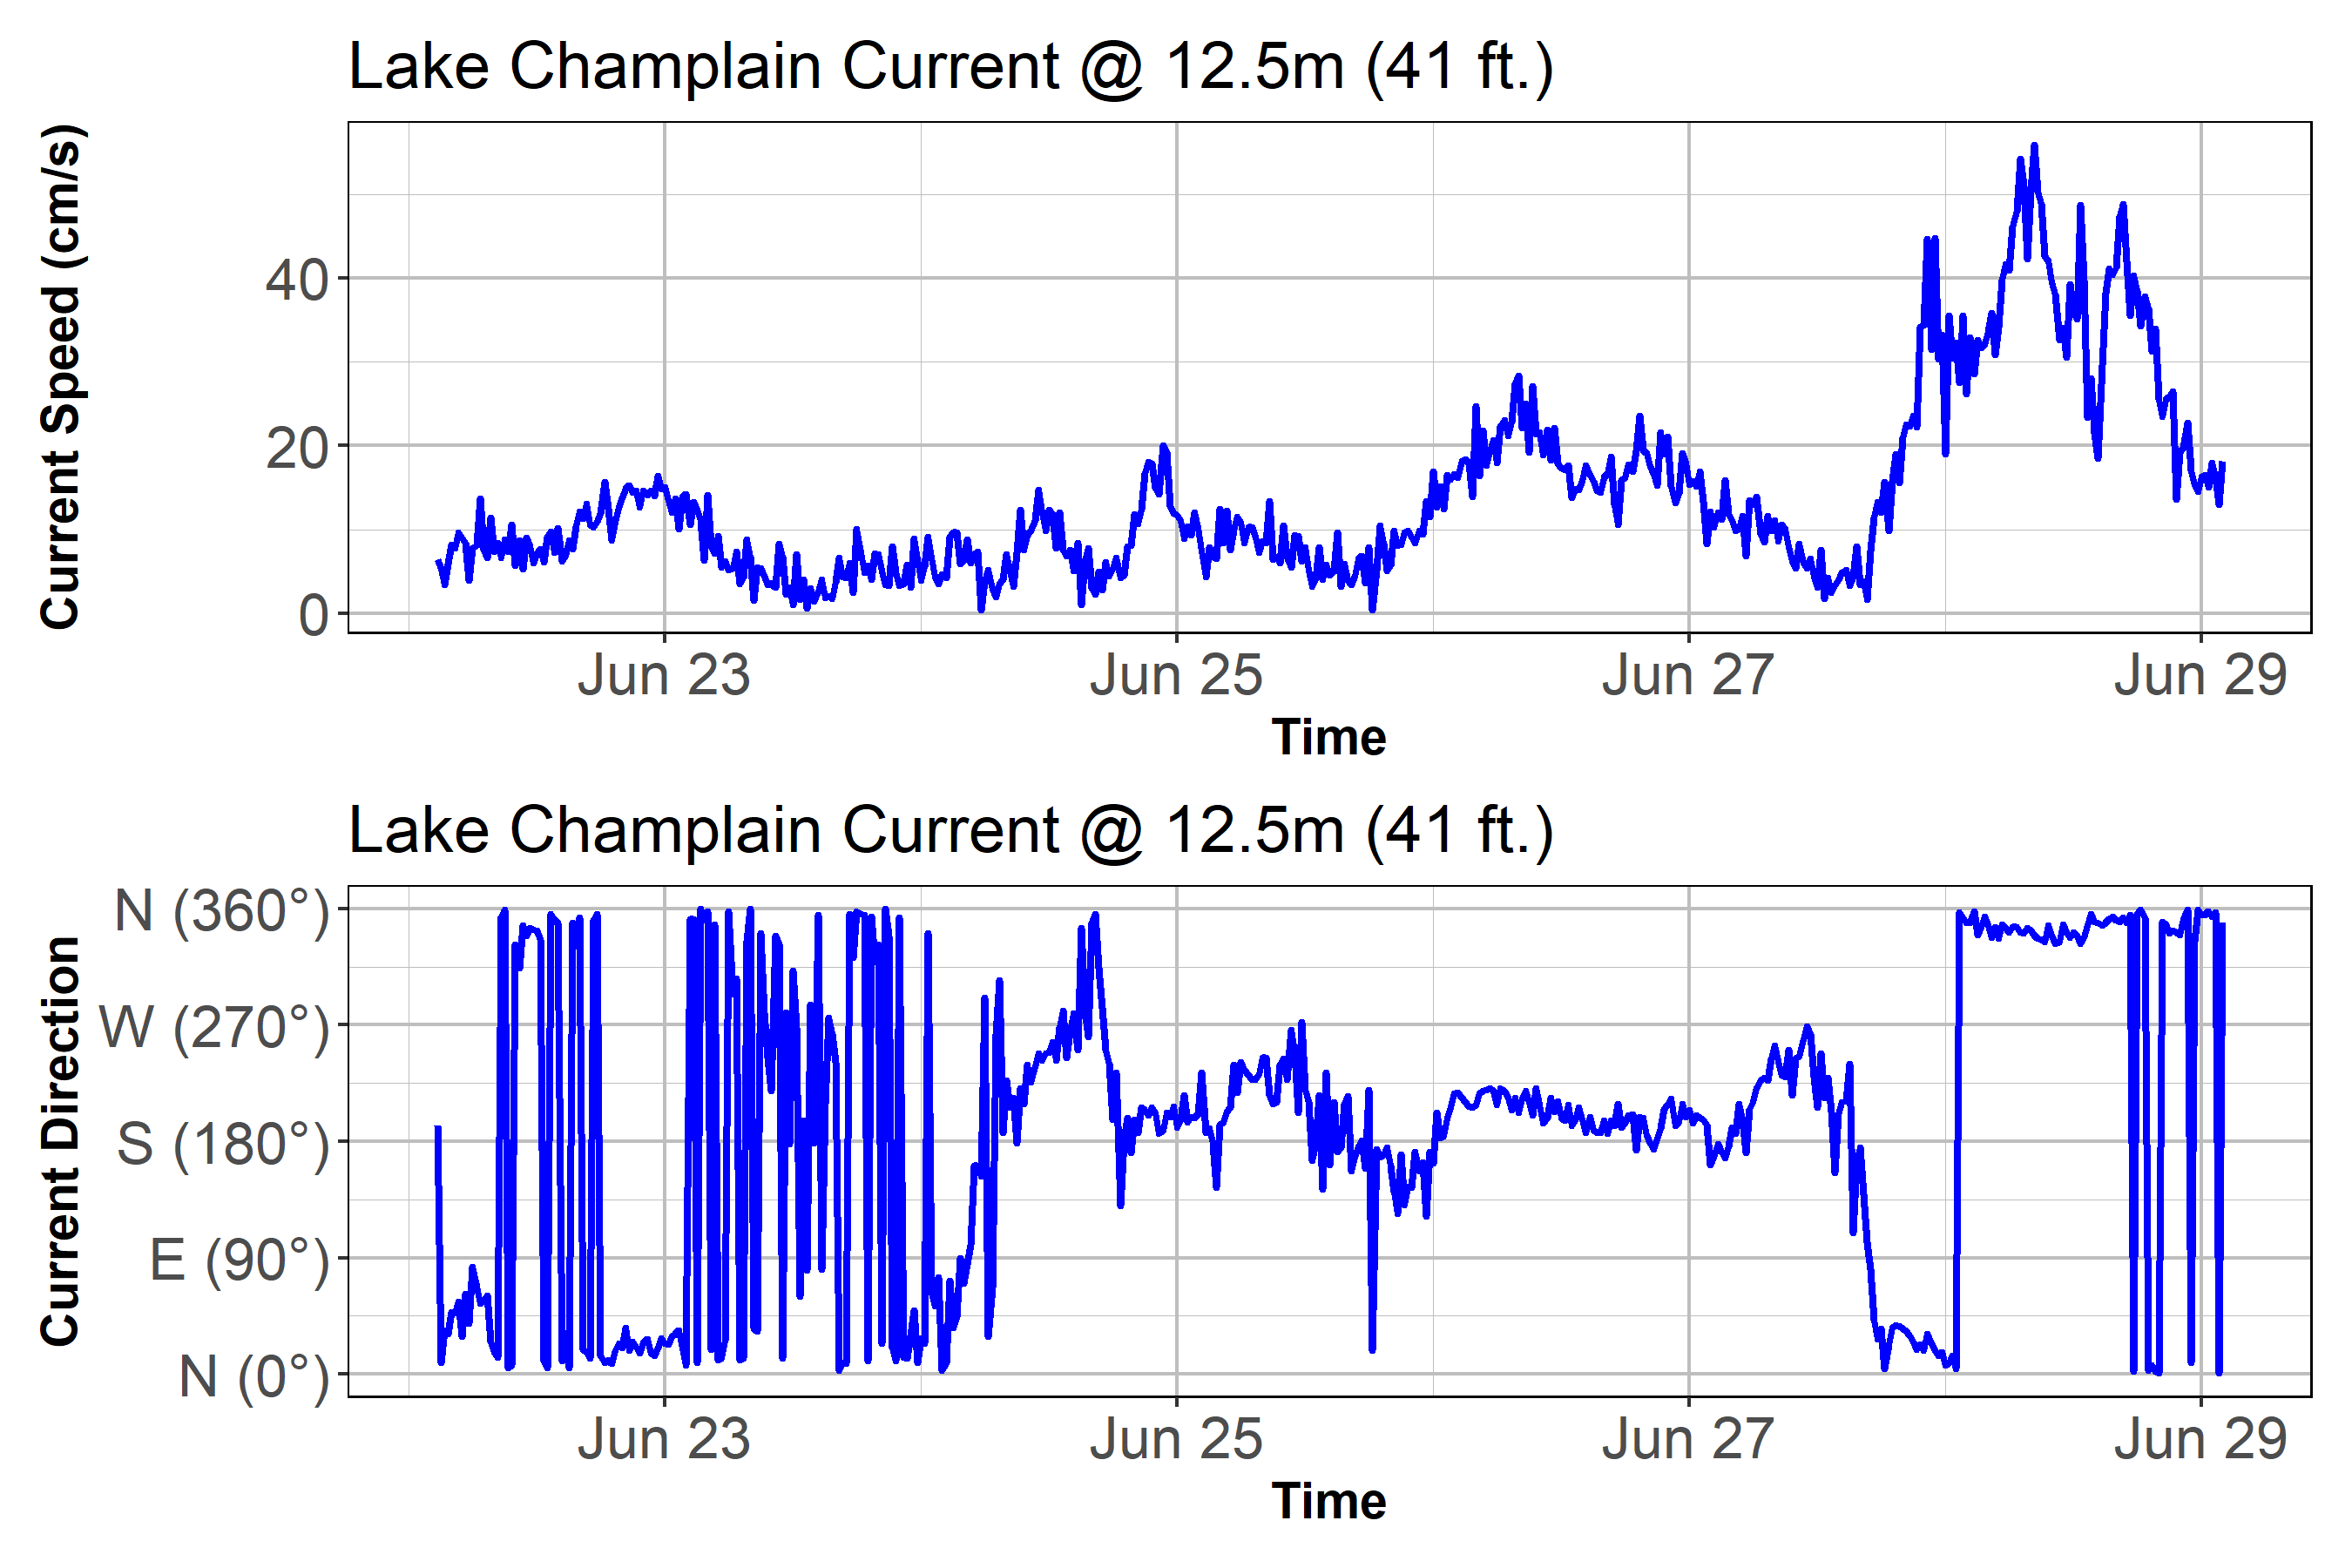 Lake Champlain Current @ 12.5m (41 ft.)
Current Speed (cm/s)
40
20
0
Jun 23 Jun 25 Jun 27 Jun 29
Time
Lake Champlain Current @ 12.5m (41 ft.)
Current Direction
N (360°)
W (270°)
S (180°)
E (90°)
N (0°)
Jun 23 Jun 25 Jun 27 Jun 29
Time